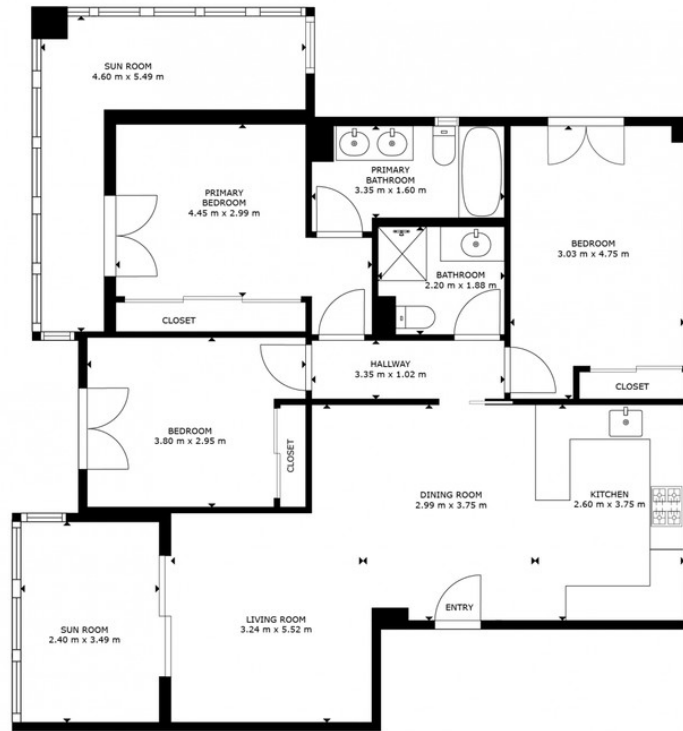 SUN ROOM
4.60 m x 5.49 m
PRIMARY
BEDROOM
4.45 m x 2.99 m
CLOSET
PRIMARY
BATHROOM
3.35 m x 1.60 m
BATHROOM
2.20 m x 1.88 m
BEDROOM
3.03 m x 4.75 m
CLOSET
HALLWAY
3.35 m x 1.02 m
BEDROOM
3.80 m x 2.95 m
CLOSET
DINING ROOM
2.99 m x 3.75 m
KITCHEN
2.60 m x 3.75 m
ENTRY
LIVING ROOM
3.24 m x 5.52 m
SUN ROOM
2.40 m x 3.49 m